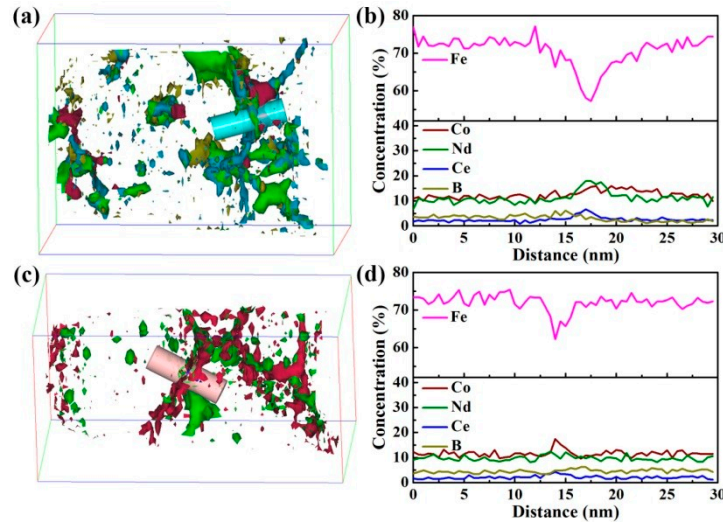 (a)
(b)
80
70
60
Fe
40
30
20
10
0
Co
Nd
Ce
B
Concentration (%)
0 5 10 15 20 25 30
Distance (nm)
(c)
(d)
80
70
60
Fe
40
30
20
10
0
Co
Nd
Ce
B
Concentration (%)
0 5 10 15 20 25 30
Distance (nm)